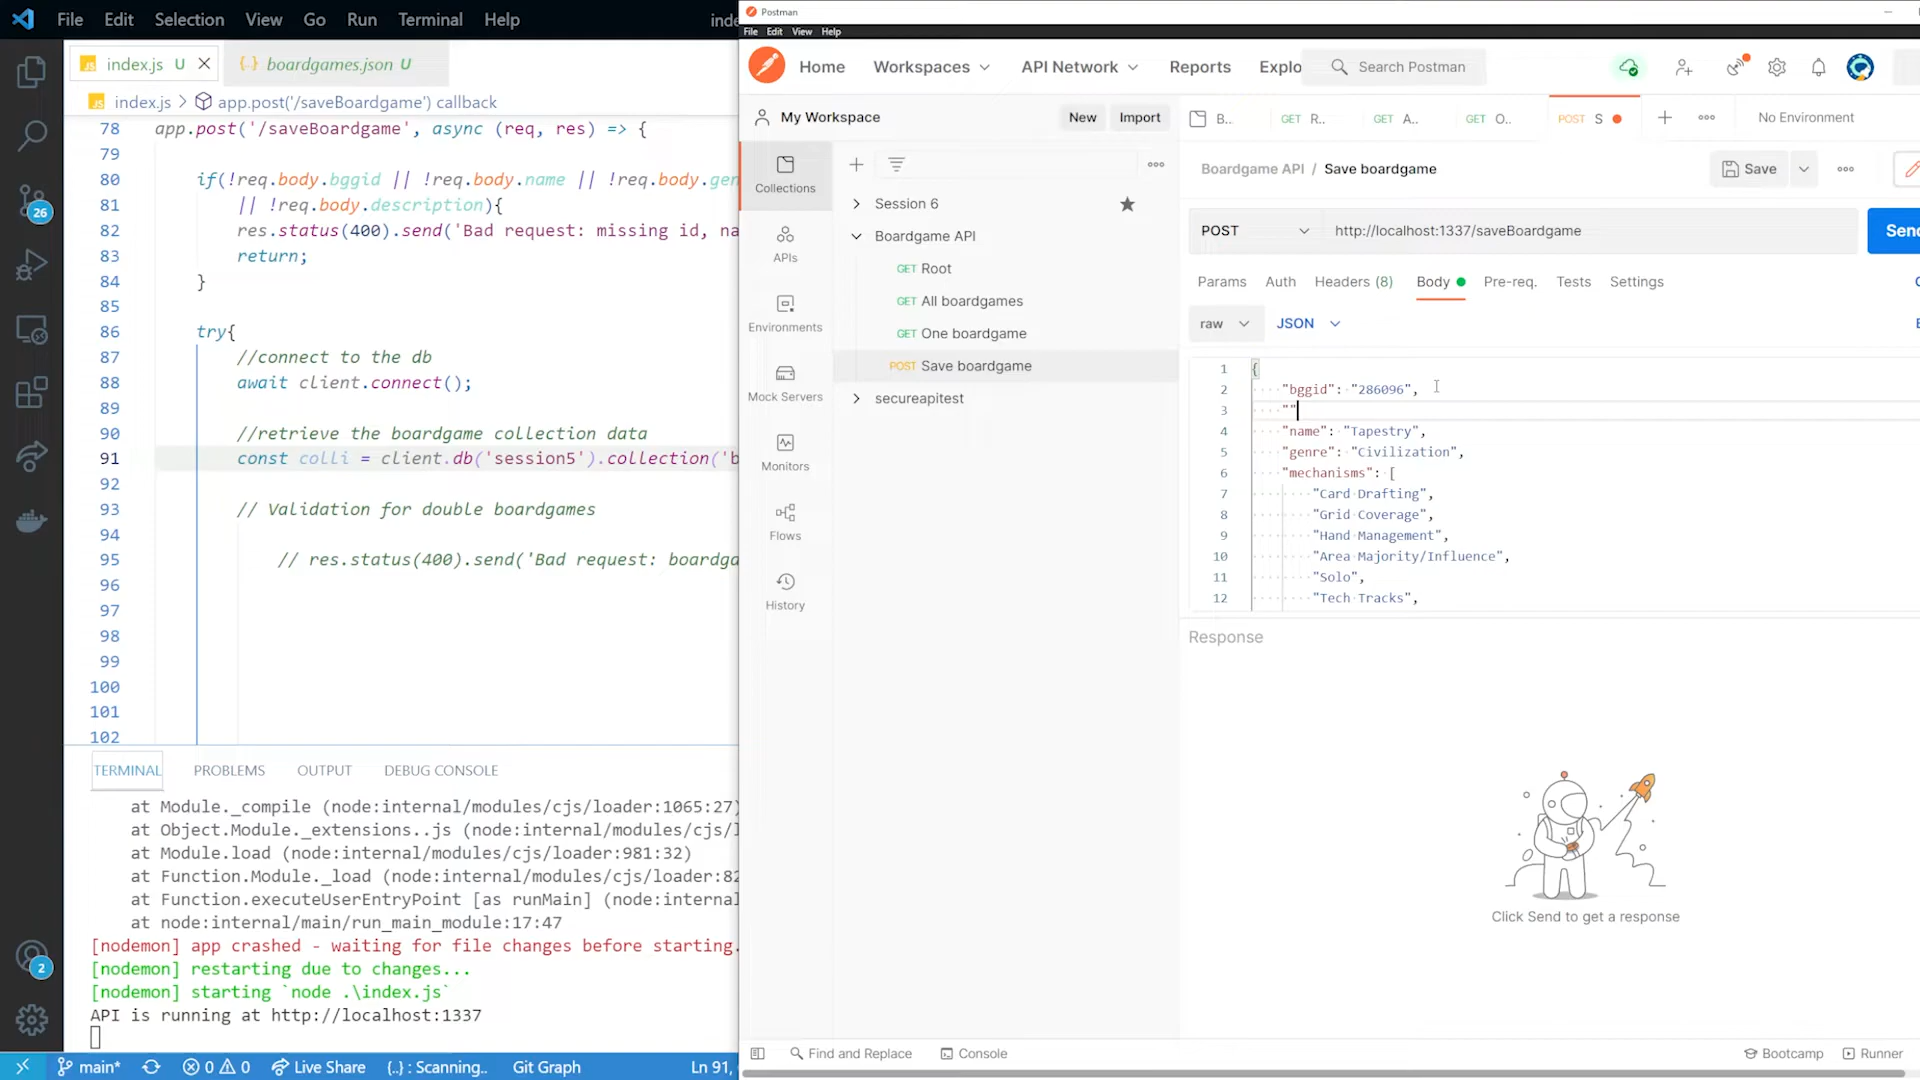 File Edit Selection View Go Run Terminal Help
index.js U
boardgames.json U
index.js > app.post('/saveBoardgame') callback
78 app.post('/saveBoardgame', async (req, res) => {
79
80 if(!req.body.bggid || !req.body.name || !req.body.gen
81 || !req.body.description){
82 res.status(400).send('Bad request: missing id, na
83 return;
84 }
85
86 try{
87 //connect to the db
88 await client.connect();
89
90 //retrieve the boardgame collection data
91 const colli = client.db('session5').collection('b
92
93 // Validation for double boardgames
94
95 // res.status(400).send('Bad request: boardga
96
97
98
99
100
101
102
TERMINAL PROBLEMS OUTPUT DEBUG CONSOLE
at Module._compile (node:internal/modules/cjs/loader:1065:27)
at Object.Module._extensions..js (node:internal/modules/cjs/l
at Module.load (node:internal/modules/cjs/loader:981:32)
at Function.Module._load (node:internal/modules/cjs/loader:82
at Function.executeUserEntryPoint [as runMain] (node:internal
at node:internal/main/run_main_module:17:47
[nodemon] app crashed - waiting for file changes before starting.
[nodemon] restarting due to changes...
[nodemon] starting `node .\index.js`
API is running at http://localhost:1337
26
2
main* 0 0 Live Share {..} : Scanning.. Git Graph Ln 91,
Postman
File Edit View Help
Home Workspaces API Network Reports Explo Search Postman
My Workspace New Import
B.. GET R.. GET A.. GET O.. POST S No Environment
Collections
APIs
Environments
Mock Servers
Monitors
Flows
History
Session 6
Boardgame API
GET Root
GET All boardgames
GET One boardgame
POST Save boardgame
secureapitest
Boardgame API / Save boardgame Save
POST http://localhost:1337/saveBoardgame Send
Params Auth Headers (8) Body Pre-req. Tests Settings
raw JSON
1 {
2 "bggid": "286096",
3 ""
4 "name": "Tapestry",
5 "genre": "Civilization",
6 "mechanisms": [
7 "Card Drafting",
8 "Grid Coverage",
9 "Hand Management",
10 "Area Majority/Influence",
11 "Solo",
12 "Tech Tracks",
Response
Click Send to get a response
Find and Replace Console Bootcamp Runner